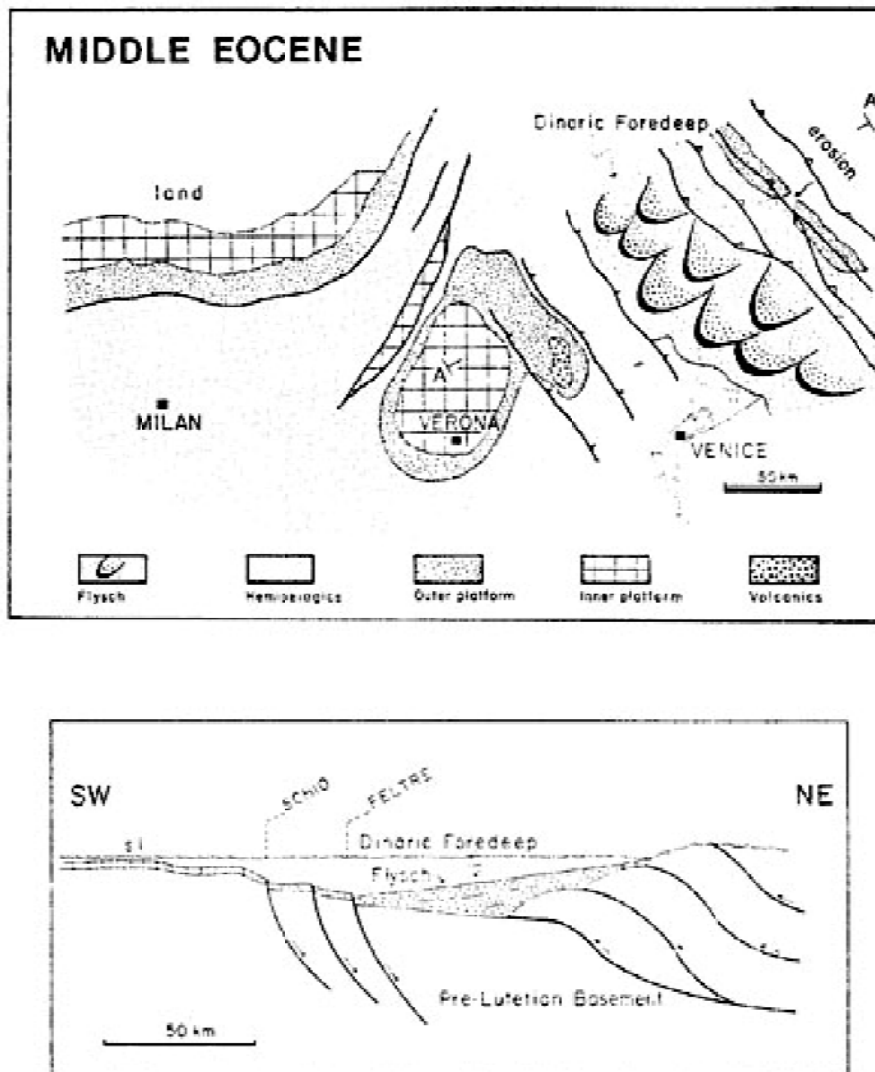 MIDDLE EOCENE
A
Dinaric Foredeep
erosion
land
A
MILAN
VERONA
VENICE
50 km
Flysch
Hemipelagics
Outer platform
Inner platform
Volcanics
SW
SCHIO
FELTRE
NE
s l
Dinaric Foredeep
Flysch
Pre-Lutetian Basement
50 km